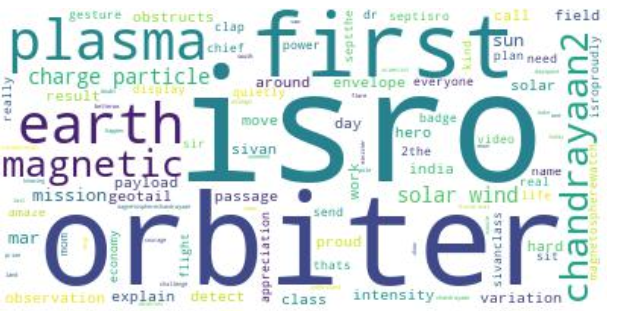 gesture
obstructs
clap
dr
septisro
call
field
plasma
first
chief
power
septthe
kind
sun
plan
need
isroproudly
charge particle
around
envelope
everyone
solar
chandrayaan2
really
result
display
quietly
isro
earth
move
day
hero
badge
video
magnetic
sir
sivan
2the
india
name
work
real
payload
mission
geotail
passage
solar wind
life
magnetospherewatch
amaze
orbiter
send
mar
mom
economy
flight
appreciation
proud
thats
sivanclass
hard
sit
observation
explain
detect
class
intensity
variation
challenge
courage